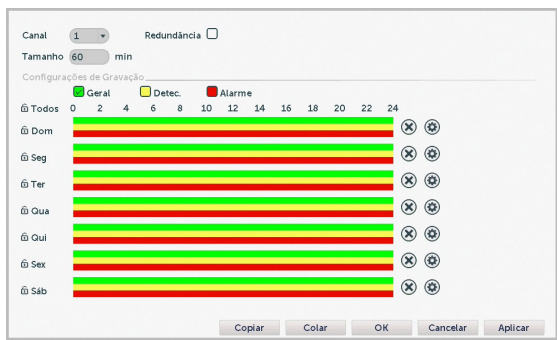 Canal 1 Redundância
Tamanho 60 min
Configurações de Gravação
Geral Detec. Alarme
Todos 0 2 4 6 8 10 12 14 16 18 20 22 24
Dom
Seg
Ter
Qua
Qui
Sex
Sáb
Copiar Colar OK Cancelar Aplicar